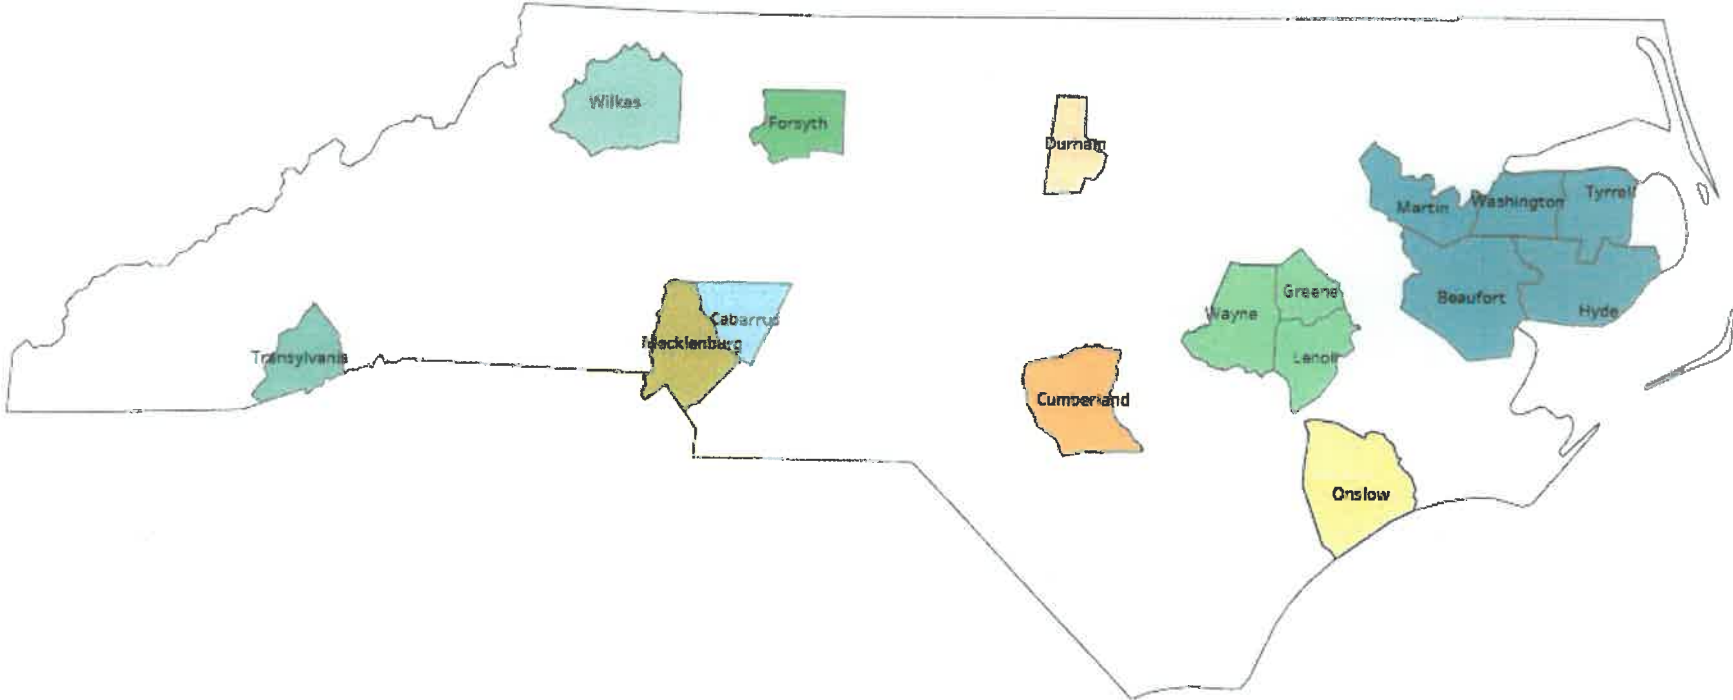 Wilkes
Forsyth
Durham
Martin
Washington
Tyrrell
Beaufort
Hyde
Greene
Wayne
Lenoir
Transylvania
Cabarrus
Mecklenburg
Cumberland
Onslow